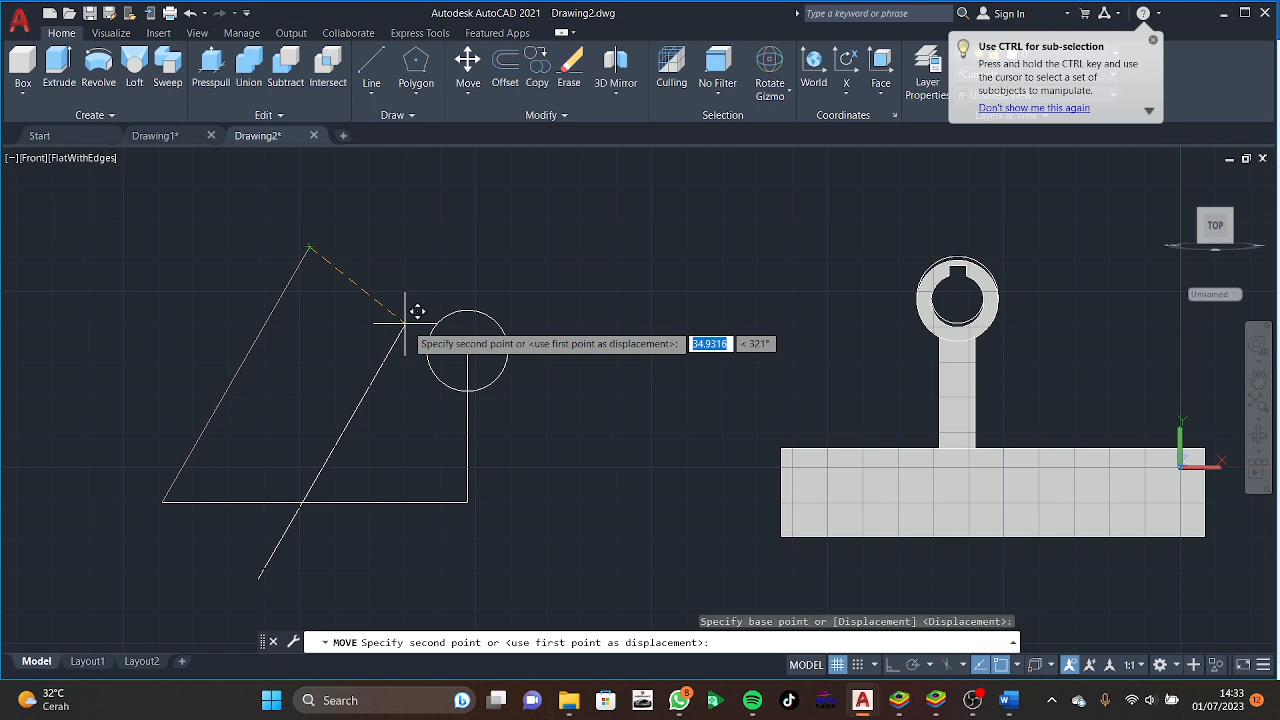 Autodesk AutoCAD 2021 Drawing2.dwg
Type a keyword or phrase
Sign In
Home Visualize Insert View Manage Output Collaborate Express Tools Featured Apps
Box Extrude Revolve Loft Sweep Presspull Union Subtract Intersect Line Polygon Move Offset Copy Erase 3D Mirror Culling No Filter Rotate Gizmo X Face Layer Properties
Create Edit Draw Modify Selection Coordinates Layers & View
Use CTRL for sub-selection
Press and hold the CTRL key and use
the cursor to select a set of
subobjects to manipulate.
Don't show me this again
Start Drawing1* Drawing2*
[−][Front][FlatWithEdges]
TOP
Unnamed
Specify second point or <use first point as displacement>: 34.9316 < 321°
Y
X
Z
Specify base point or [Displacement] <Displacement>:
MOVE Specify second point or <use first point as displacement>:
Model Layout1 Layout2
MODEL 1:1
32°C
Cerah
Search
8
14:33
01/07/2023
12